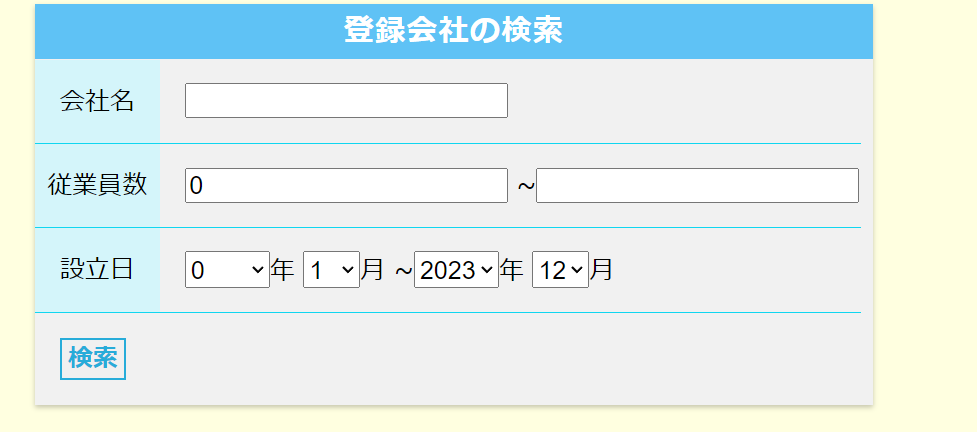 登録会社の検索
会社名
従業員数 0 ~
設立日 0 年 1 月 ~ 2023 年 12 月
検索